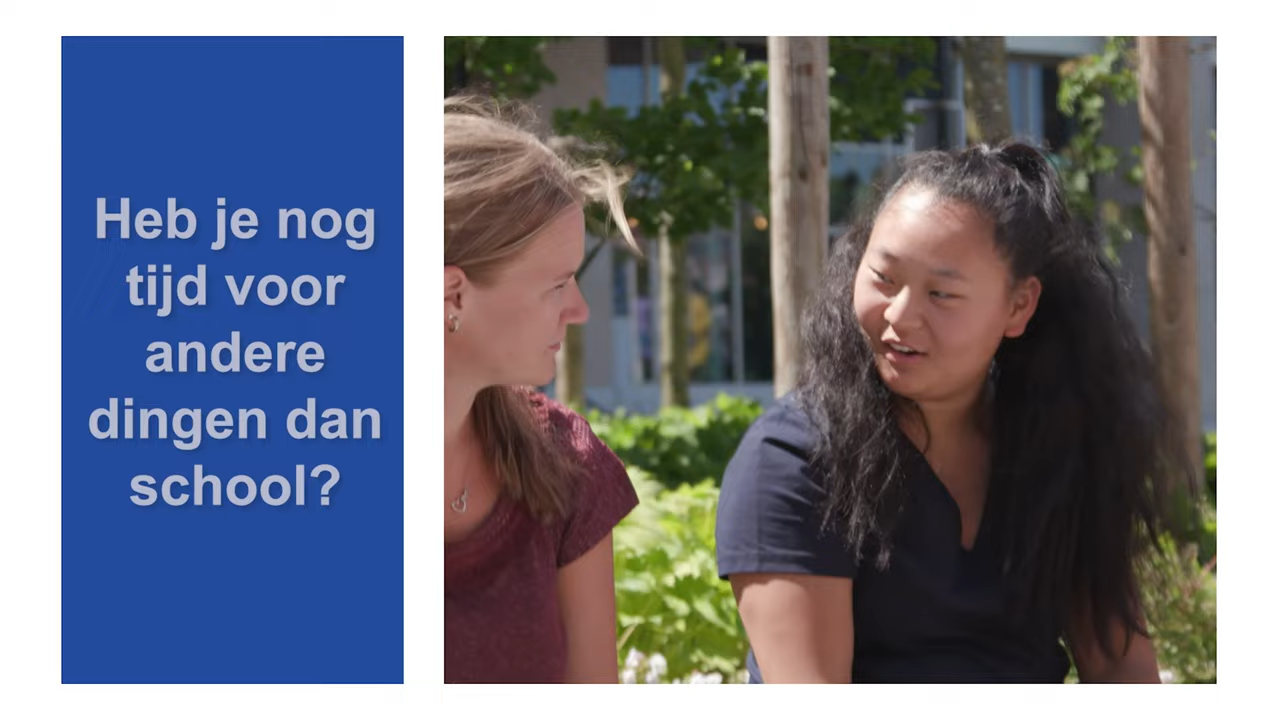 Heb je nog
tijd voor
andere
dingen dan
school?